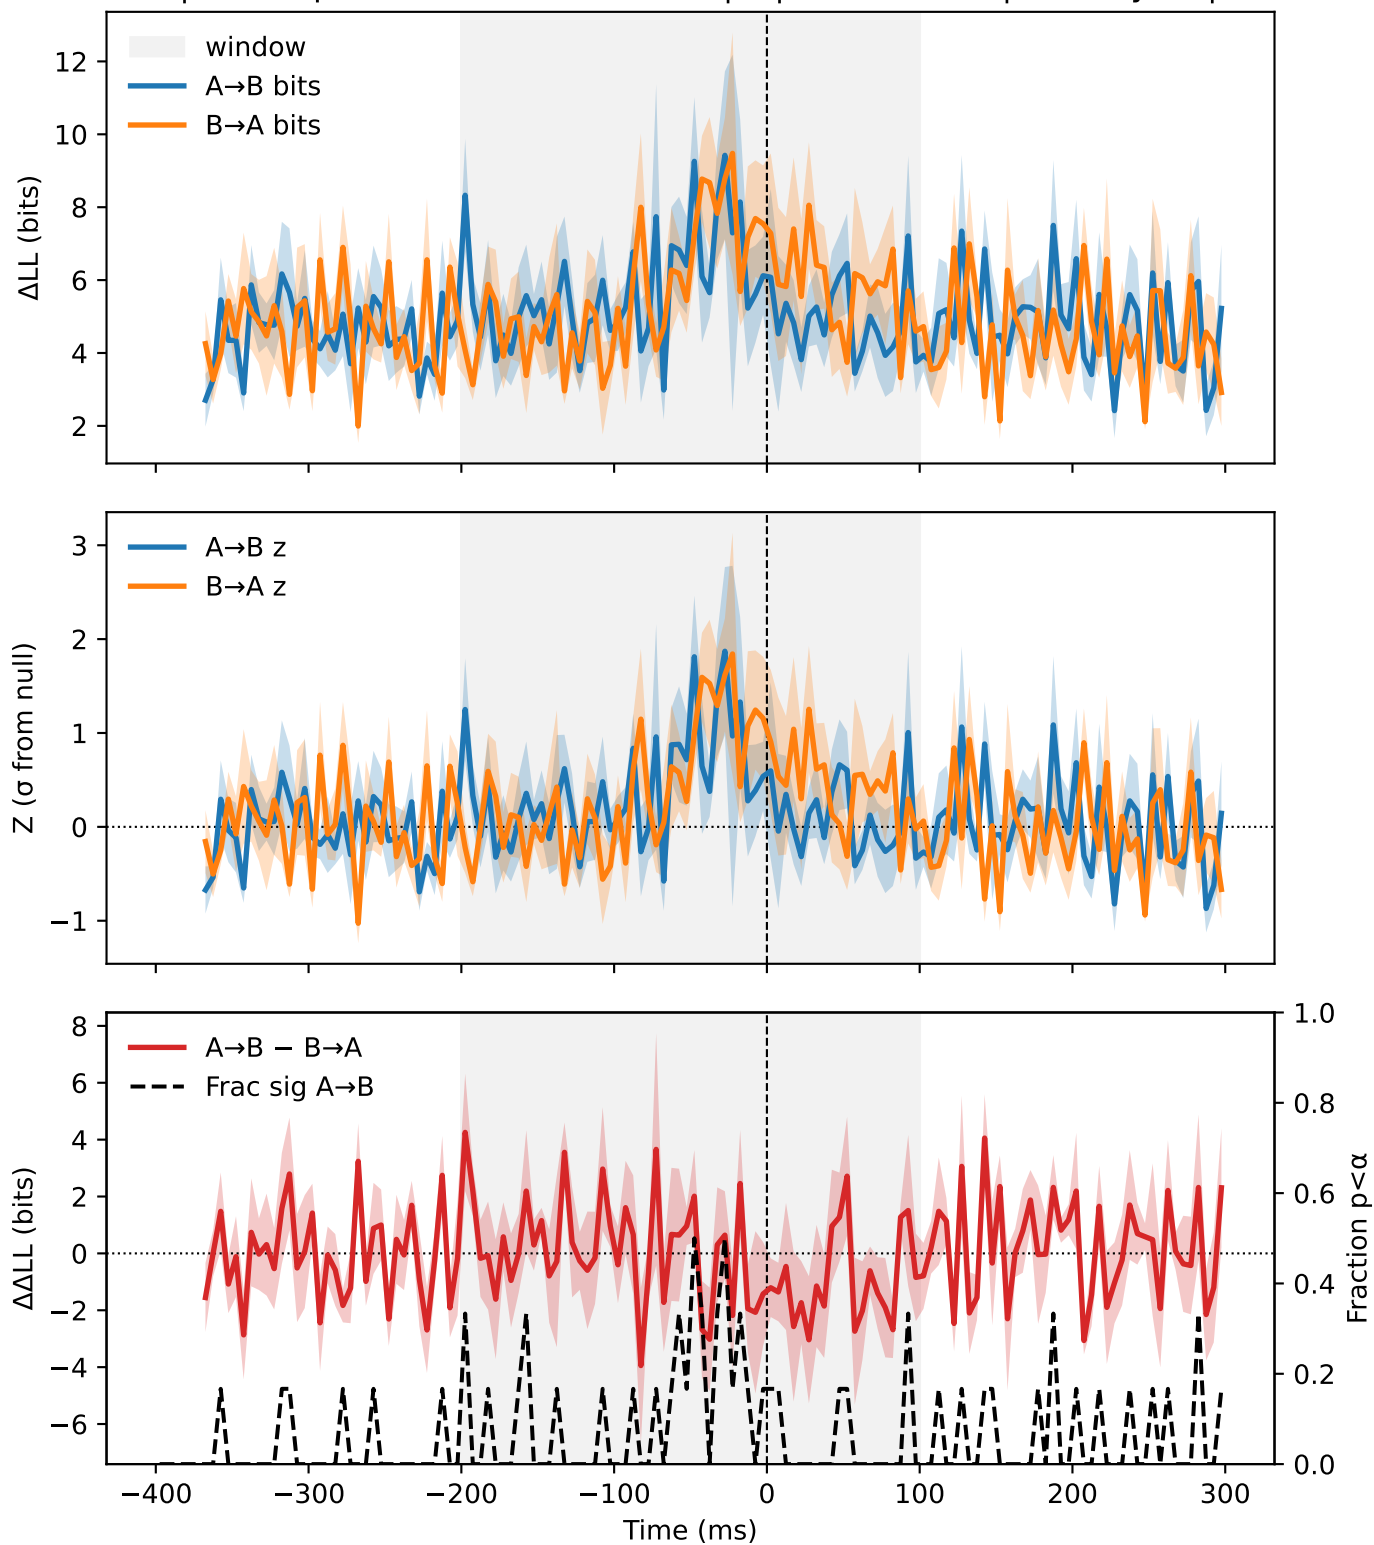 window
A→B bits
B→A bits
ΔLL (bits)
12
10
8
6
4
2
A→B z
B→A z
Z (σ from null)
3
2
1
0
−1
A→B − B→A
Frac sig A→B
ΔΔLL (bits)
8
6
4
2
0
−2
−4
−6
1.0
0.8
0.6
0.4
0.2
0.0
Fraction p<α
−400
−300
−200
−100
0
100
200
300
Time (ms)